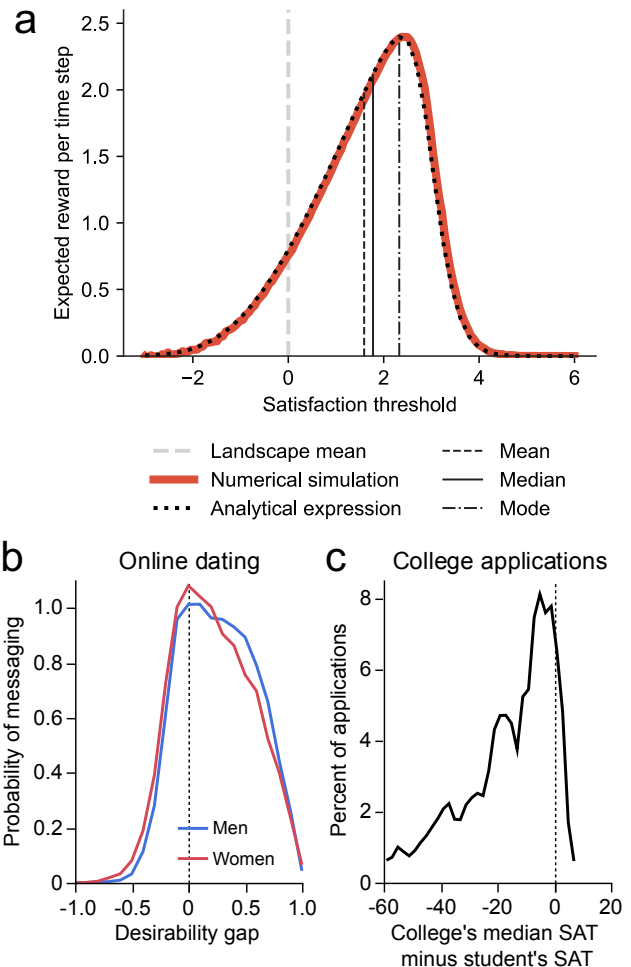 a
Expected reward per time step
2.5
2.0
1.5
1.0
0.5
0.0
−2
0
2
4
6
Satisfaction threshold
Landscape mean
Numerical simulation
Analytical expression
Mean
Median
Mode
b
Online dating
Probability of messaging
1.0
0.8
0.6
0.4
0.2
0
-1.0
-0.5
0
0.5
1.0
Men
Women
Desirability gap
c
College applications
Percent of applications
8%
6
4
2
0
-60
-40
-20
0
20
College's median SAT
minus student's SAT